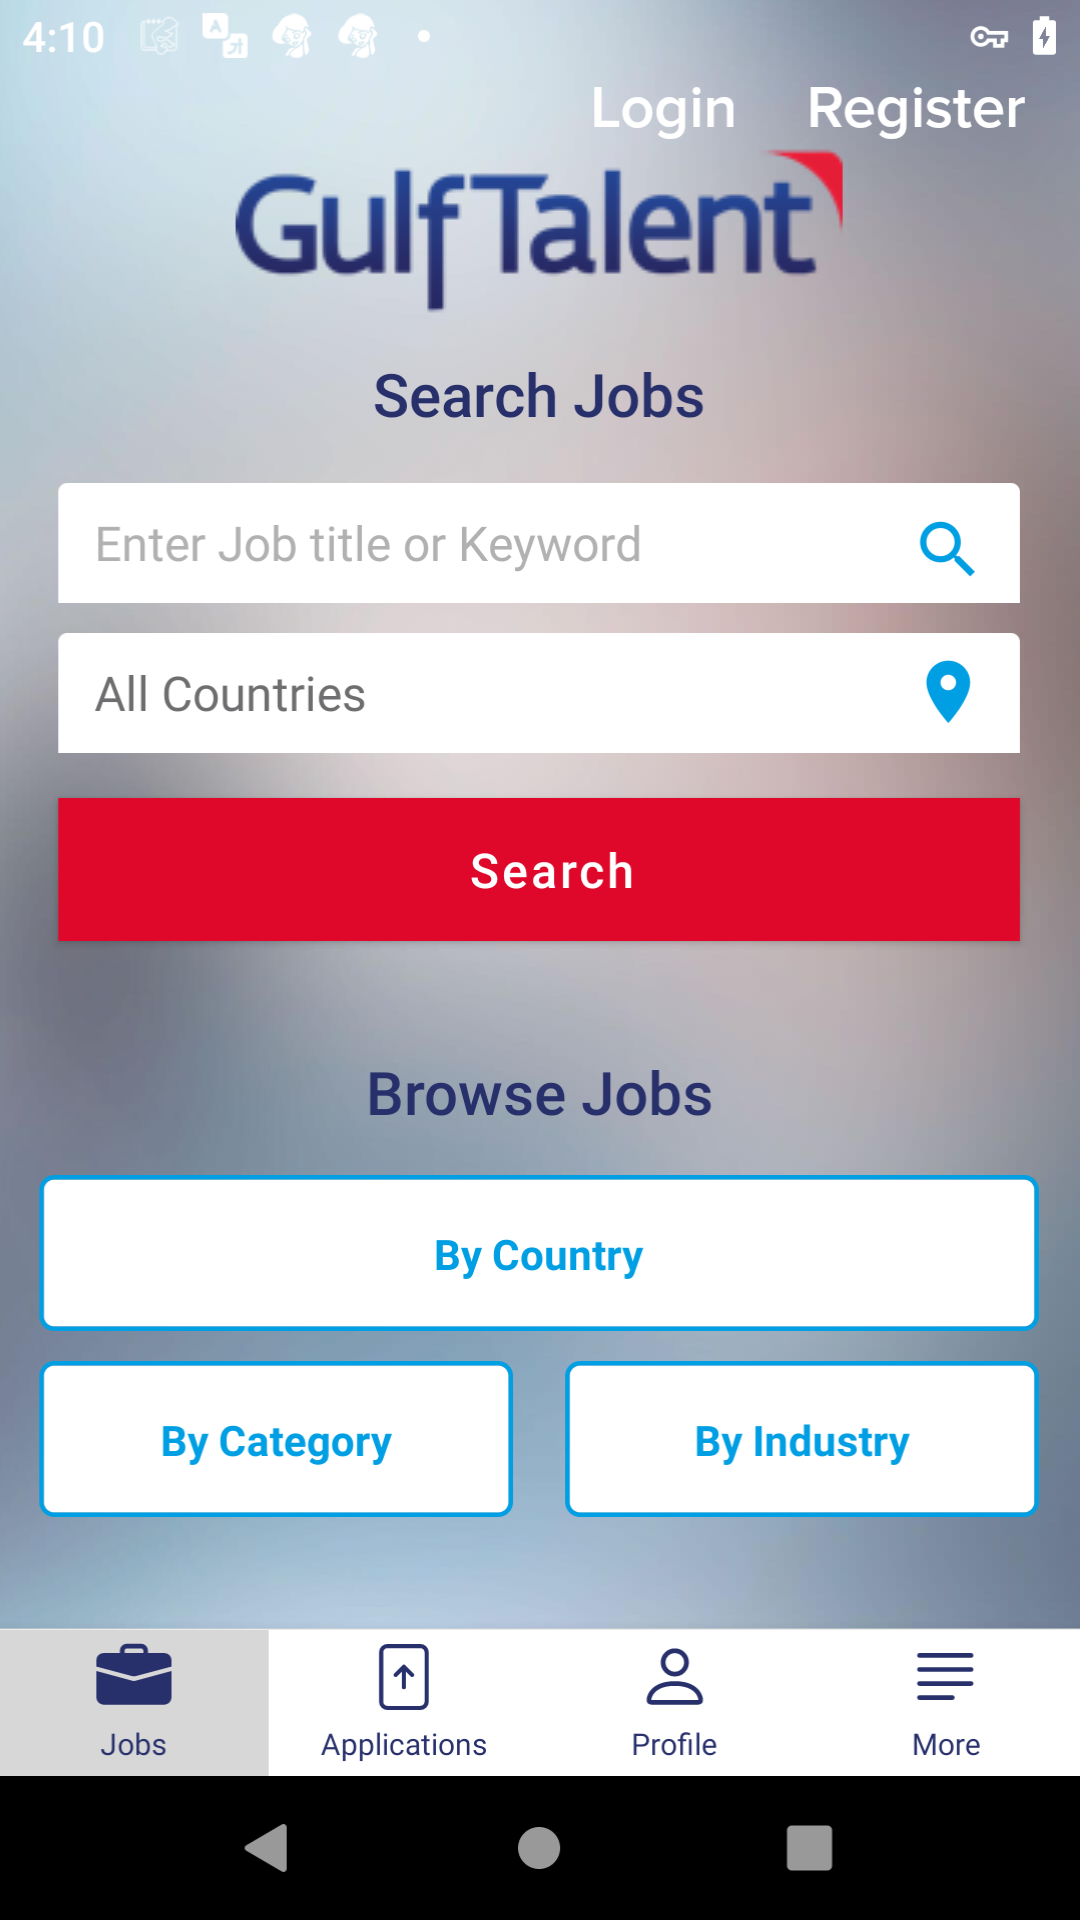 4:10
Login Register
GulfTalent
Search Jobs
Enter Job title or Keyword
All Countries
Search
Browse Jobs
By Country
By Category By Industry
Jobs Applications Profile More